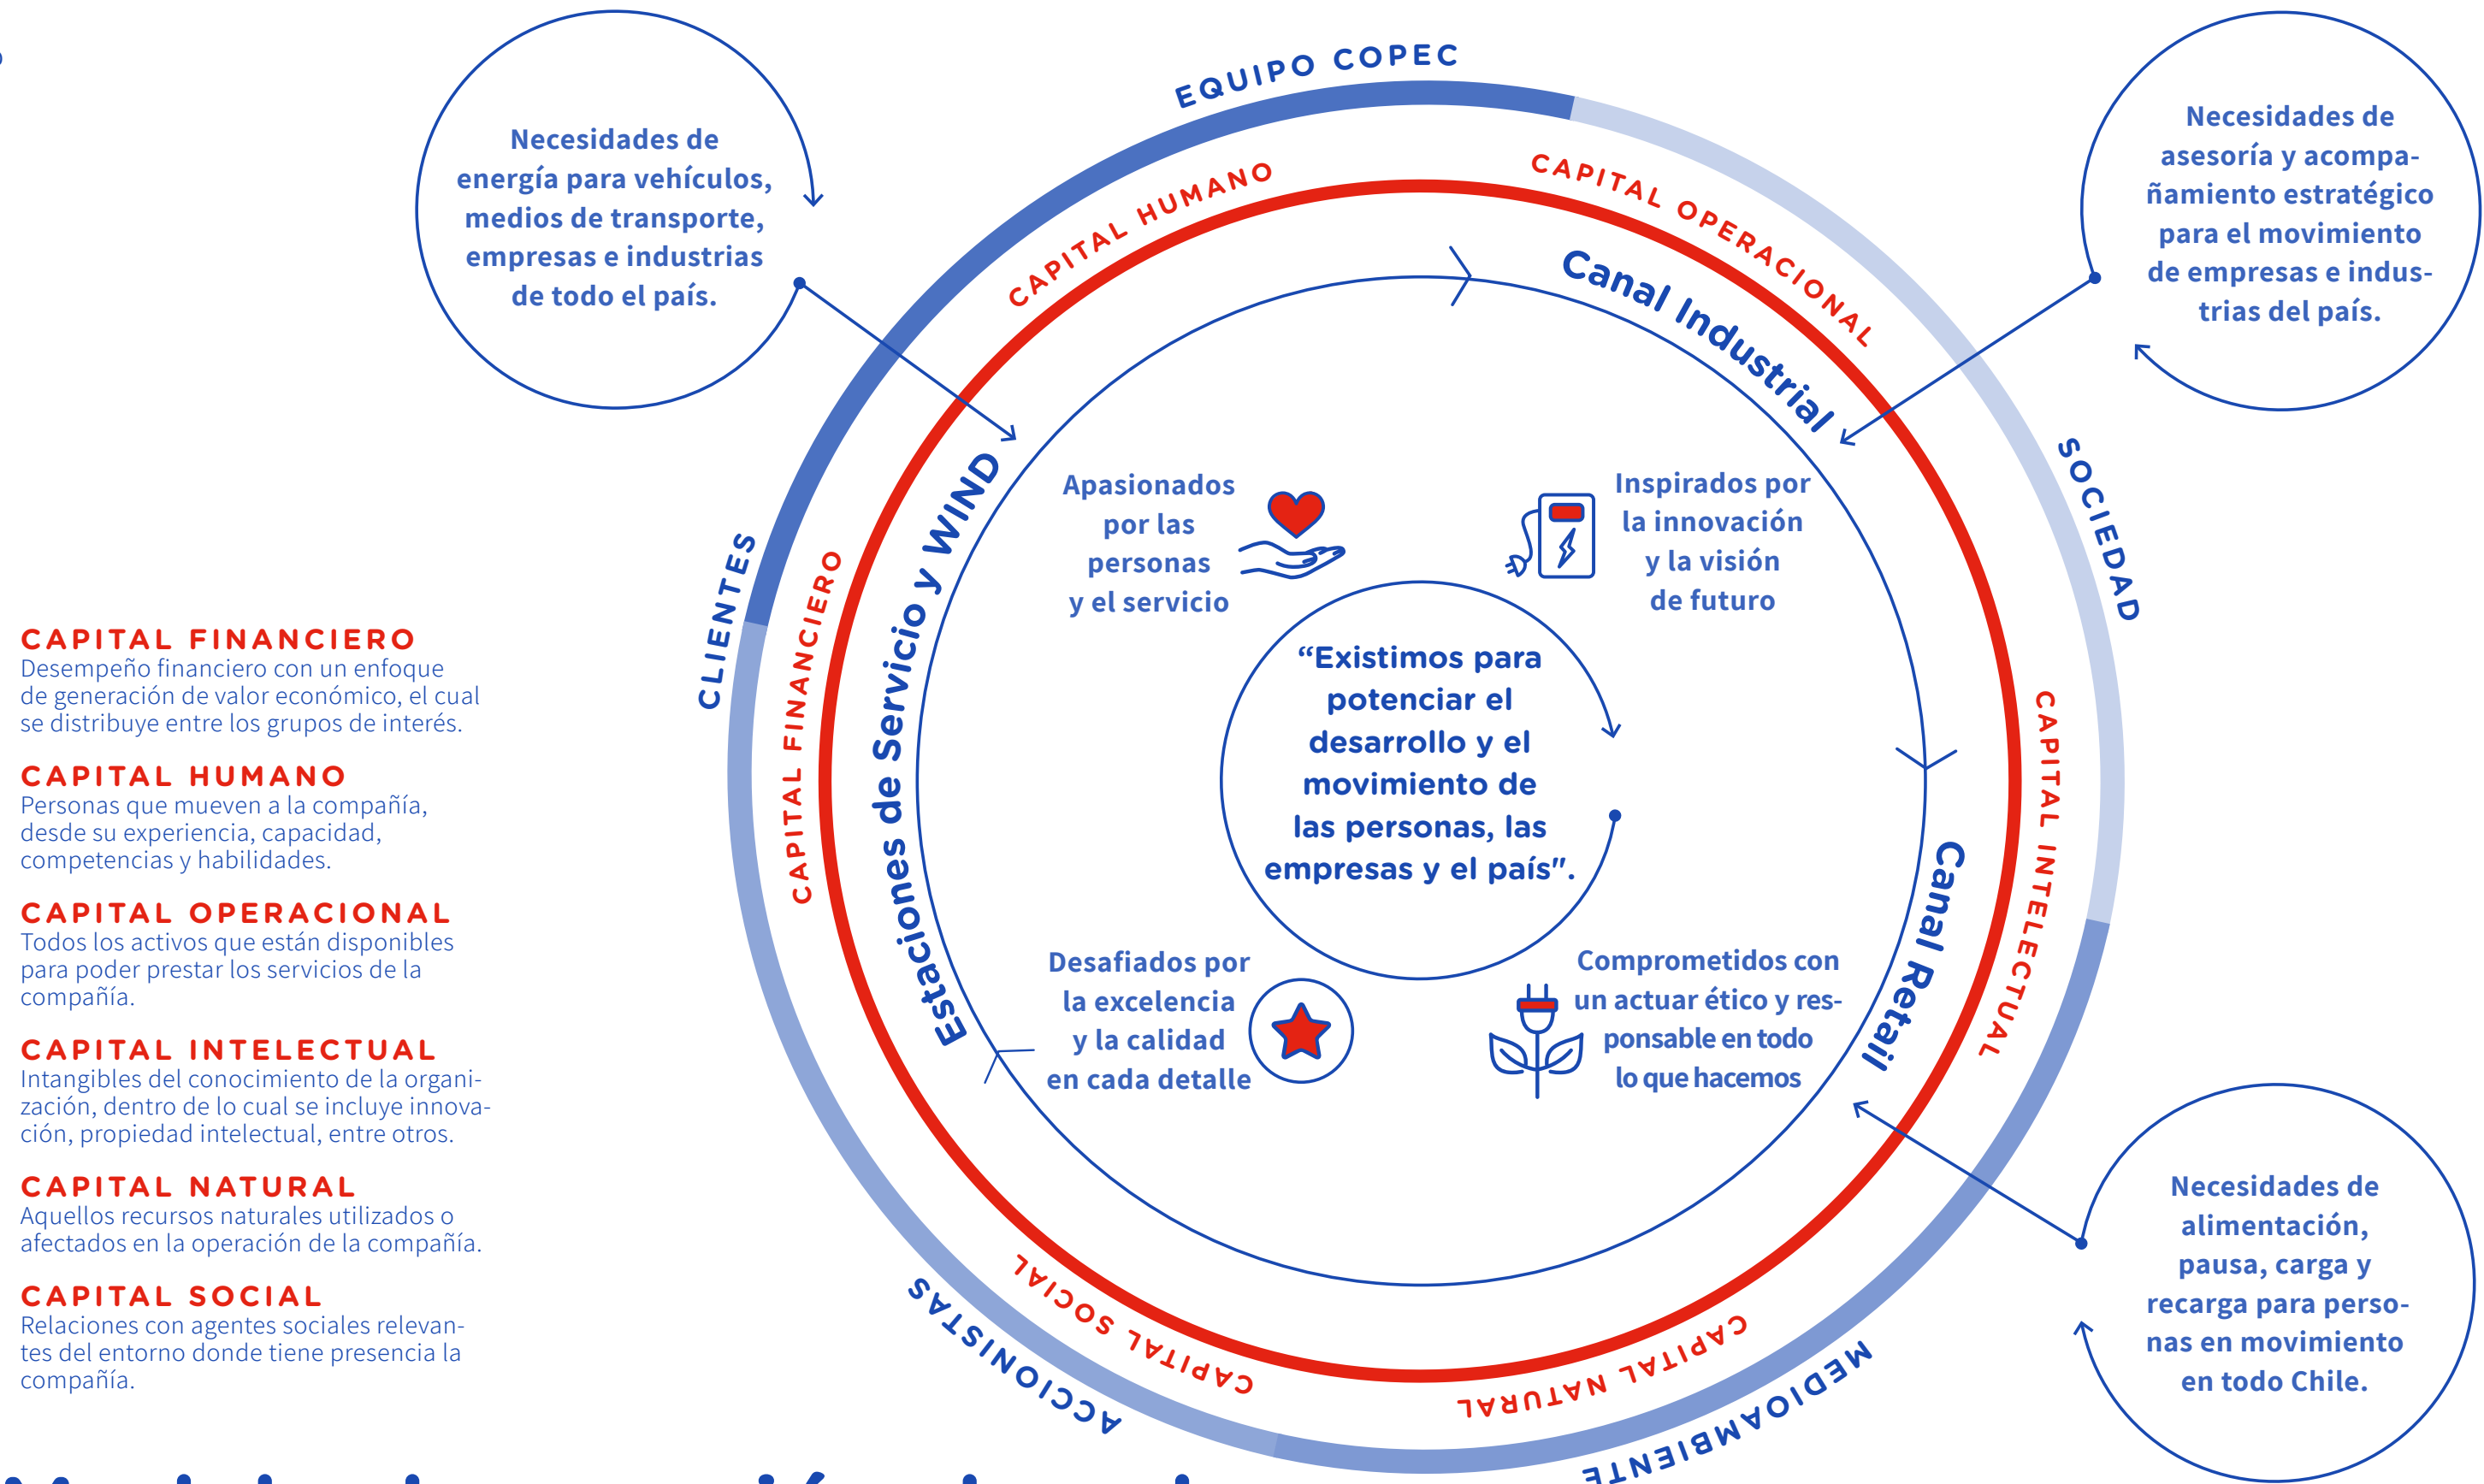 EQUIPO COPEC
Necesidades de
energía para vehículos,
medios de transporte,
empresas e industrias
de todo el país.
Necesidades de
asesoría y acompa-
ñamiento estratégico
para el movimiento
de empresas e indus-
trias del país.
CAPITAL HUMANO
CAPITAL OPERACIONAL
Canal Industrial
SOCIEDAD
CLIENTES
CAPITAL FINANCIERO
Estaciones de Servicio y WIND
Apasionados
por las
personas
y el servicio
Inspirados por
la innovación
y la visión
de futuro
“Existimos para
potenciar el
desarrollo y el
movimiento de
las personas, las
empresas y el país”.
Desafiados por
la excelencia
y la calidad
en cada detalle
Comprometidos con
un actuar ético y res-
ponsable en todo
lo que hacemos
Canal Retail
CAPITAL INTELECTUAL
CAPITAL SOCIAL
CAPITAL NATURAL
ACCIONISTAS
MEDIOAMBIENTE
Necesidades de
alimentación,
pausa, carga y
recarga para perso-
nas en movimiento
en todo Chile.
CAPITAL FINANCIERO
Desempeño financiero con un enfoque
de generación de valor económico, el cual
se distribuye entre los grupos de interés.
CAPITAL HUMANO
Personas que mueven a la compañía,
desde su experiencia, capacidad,
competencias y habilidades.
CAPITAL OPERACIONAL
Todos los activos que están disponibles
para poder prestar los servicios de la
compañía.
CAPITAL INTELECTUAL
Intangibles del conocimiento de la organi-
zación, dentro de lo cual se incluye innova-
ción, propiedad intelectual, entre otros.
CAPITAL NATURAL
Aquellos recursos naturales utilizados o
afectados en la operación de la compañía.
CAPITAL SOCIAL
Relaciones con agentes sociales relevan-
tes del entorno donde tiene presencia la
compañía.